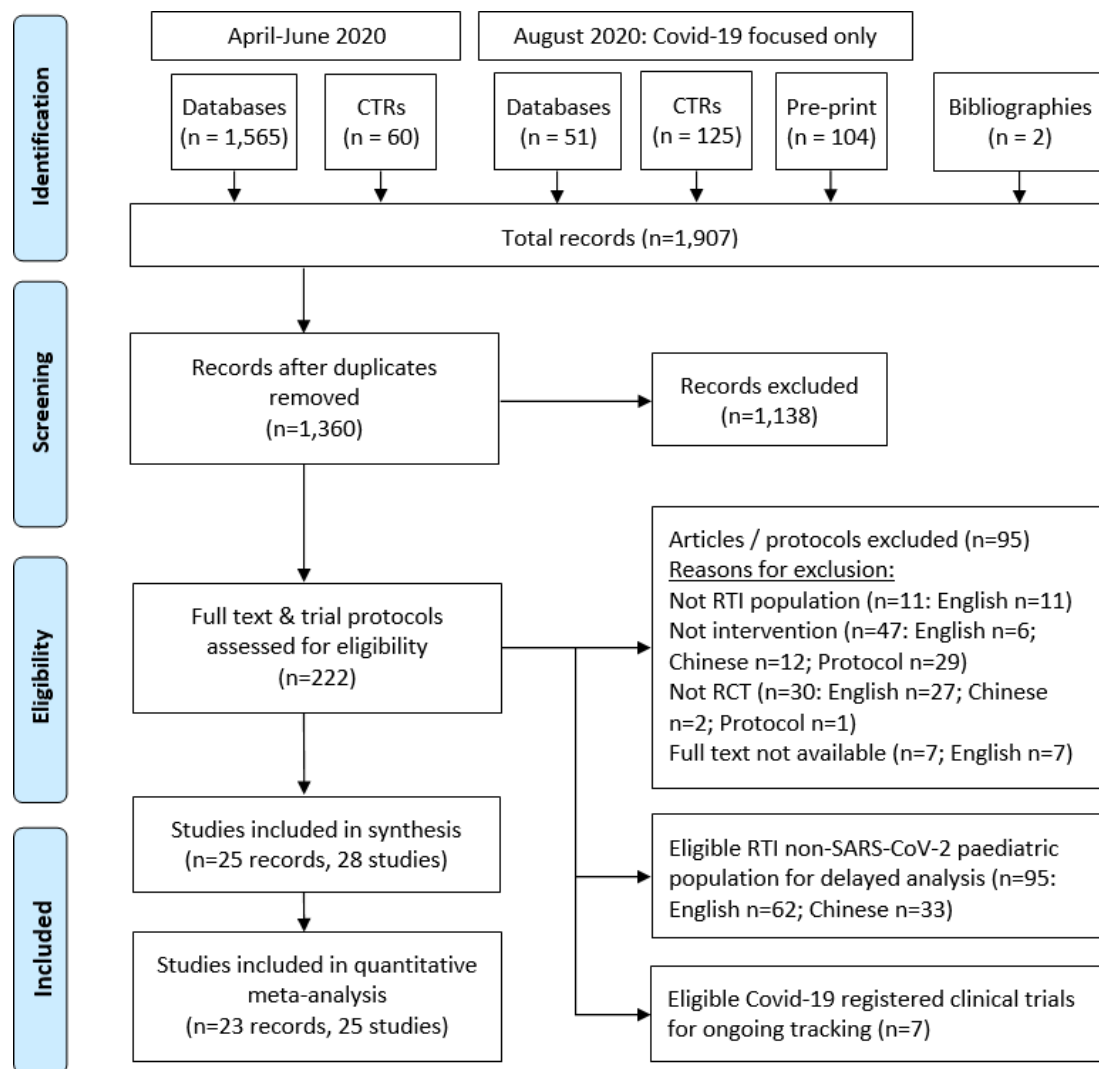 Identification
April-June 2020
August 2020: Covid-19 focused only
Databases
(n = 1,565)
CTRs
(n = 60)
Databases
(n = 51)
CTRs
(n = 125)
Pre-print
(n = 104)
Bibliographies
(n = 2)
Total records (n=1,907)
Screening
Records after duplicates
removed
(n=1,360)
Records excluded
(n=1,138)
Eligibility
Full text & trial protocols
assessed for eligibility
(n=222)
Articles / protocols excluded (n=95)
Reasons for exclusion:
Not RTI population (n=11: English n=11)
Not intervention (n=47: English n=6;
Chinese n=12; Protocol n=29)
Not RCT (n=30: English n=27; Chinese
n=2; Protocol n=1)
Full text not available (n=7; English n=7)
Included
Studies included in synthesis
(n=25 records, 28 studies)
Eligible RTI non-SARS-CoV-2 paediatric
population for delayed analysis (n=95:
English n=62; Chinese n=33)
Studies included in quantitative
meta-analysis
(n=23 records, 25 studies)
Eligible Covid-19 registered clinical trials
for ongoing tracking (n=7)